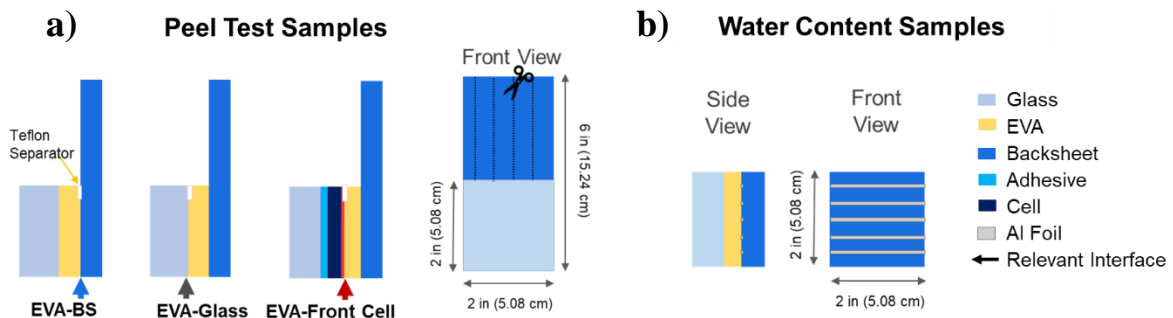 a)
Peel Test Samples
Front View
Teflon
Separator
6 in (15.24 cm)
2 in (5.08 cm)
2 in (5.08 cm)
EVA-BS
EVA-Glass
EVA-Front Cell
b)
Water Content Samples
Side
View
Front
View
2 in (5.08 cm)
2 in (5.08 cm)
Glass
EVA
Backsheet
Adhesive
Cell
Al Foil
Relevant Interface